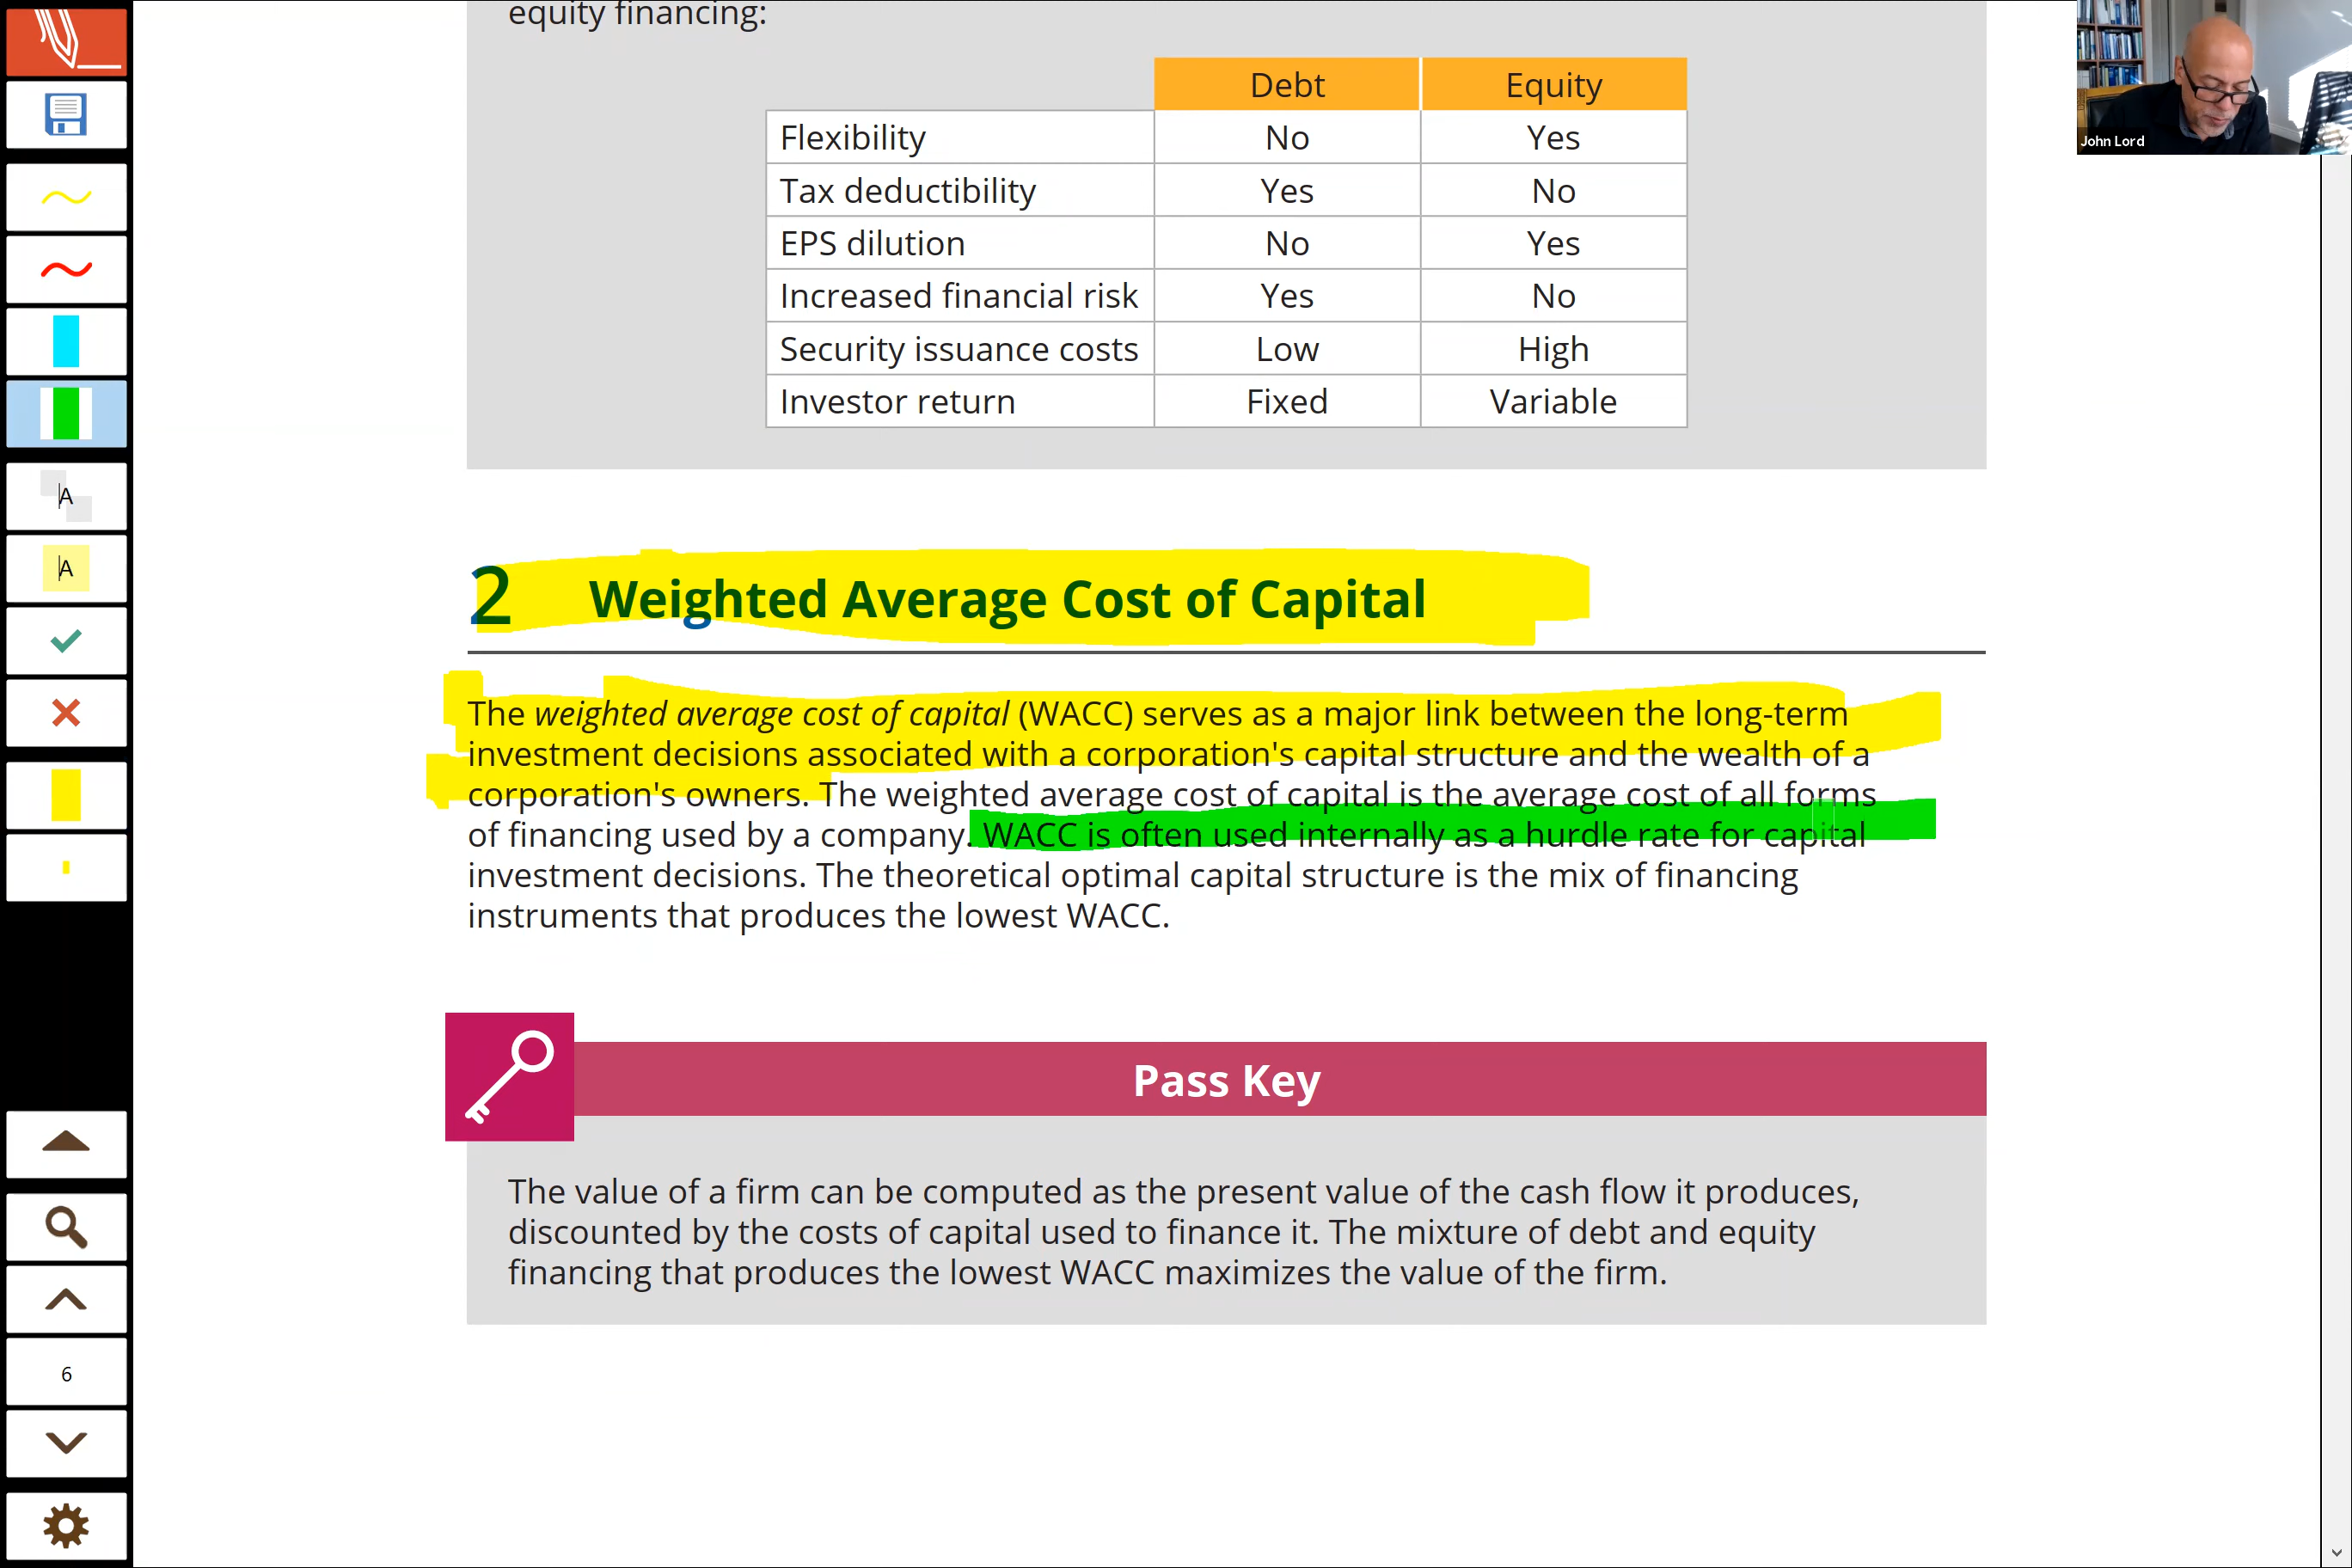 equity financing:
Debt Equity
Flexibility No Yes
Tax deductibility Yes No
EPS dilution No Yes
Increased financial risk Yes No
Security issuance costs Low High
Investor return Fixed Variable
John Lord
A
A
2 Weighted Average Cost of Capital
The weighted average cost of capital (WACC) serves as a major link between the long-term
investment decisions associated with a corporation's capital structure and the wealth of a
corporation's owners. The weighted average cost of capital is the average cost of all forms
of financing used by a company. WACC is often used internally as a hurdle rate for capital
investment decisions. The theoretical optimal capital structure is the mix of financing
instruments that produces the lowest WACC.
Pass Key
The value of a firm can be computed as the present value of the cash flow it produces,
discounted by the costs of capital used to finance it. The mixture of debt and equity
financing that produces the lowest WACC maximizes the value of the firm.
6